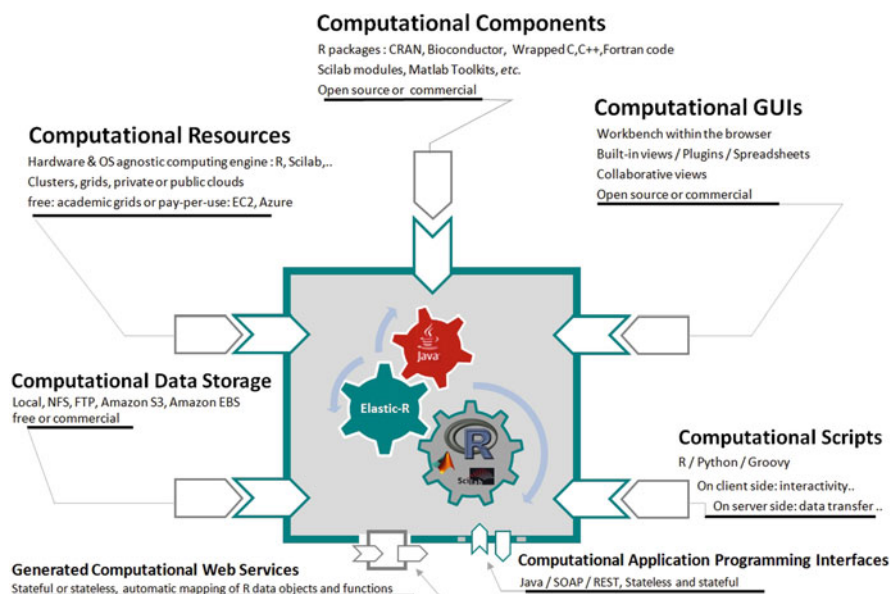 Computational Components
R packages : CRAN, Bioconductor, Wrapped C,C++,Fortran code
Scilab modules, Matlab Toolkits, etc.
Open source or commercial
Computational GUIs
Workbench within the browser
Built-in views / Plugins / Spreadsheets
Collaborative views
Open source or commercial
Computational Resources
Hardware & OS agnostic computing engine : R, Scilab,..
Clusters, grids, private or public clouds
free: academic grids or pay-per-use: EC2, Azure
Java
Elastic-R
R
Computational Data Storage
Local, NFS, FTP, Amazon S3, Amazon EBS
free or commercial
Computational Scripts
R / Python / Groovy
On client side: interactivity..
On server side: data transfer ..
Generated Computational Web Services
Stateful or stateless, automatic mapping of R data objects and functions
Computational Application Programming Interfaces
Java / SOAP / REST, Stateless and stateful